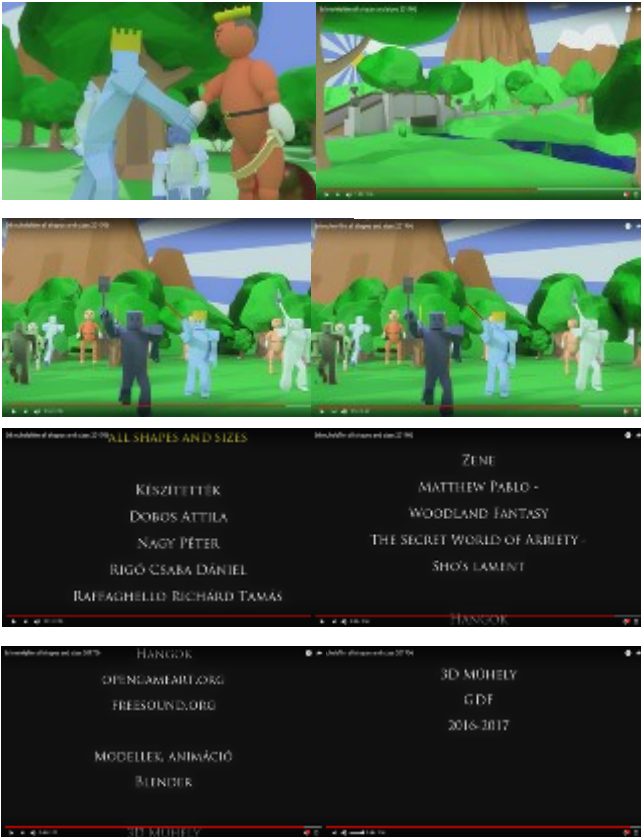 ALL SHAPES AND SIZES
KÉSZÍTETTÉK
DOBOS ATTILA
NAGY PÉTER
RIGÓ CSABA DÁNIEL
RAFFAGHELLO RICHÁRD TAMÁS
ZENE
MATTHEW PABLO -
WOODLAND FANTASY
THE SECRET WORLD OF ARRIETY -
SHO'S LAMENT
HANGOK
HANGOK
OPENGAMEART.ORG
FREESOUND.ORG
MODELLEK, ANIMÁCIÓ
BLENDER
3D MŰHELY
3D MŰHELY
GDF
2016-2017